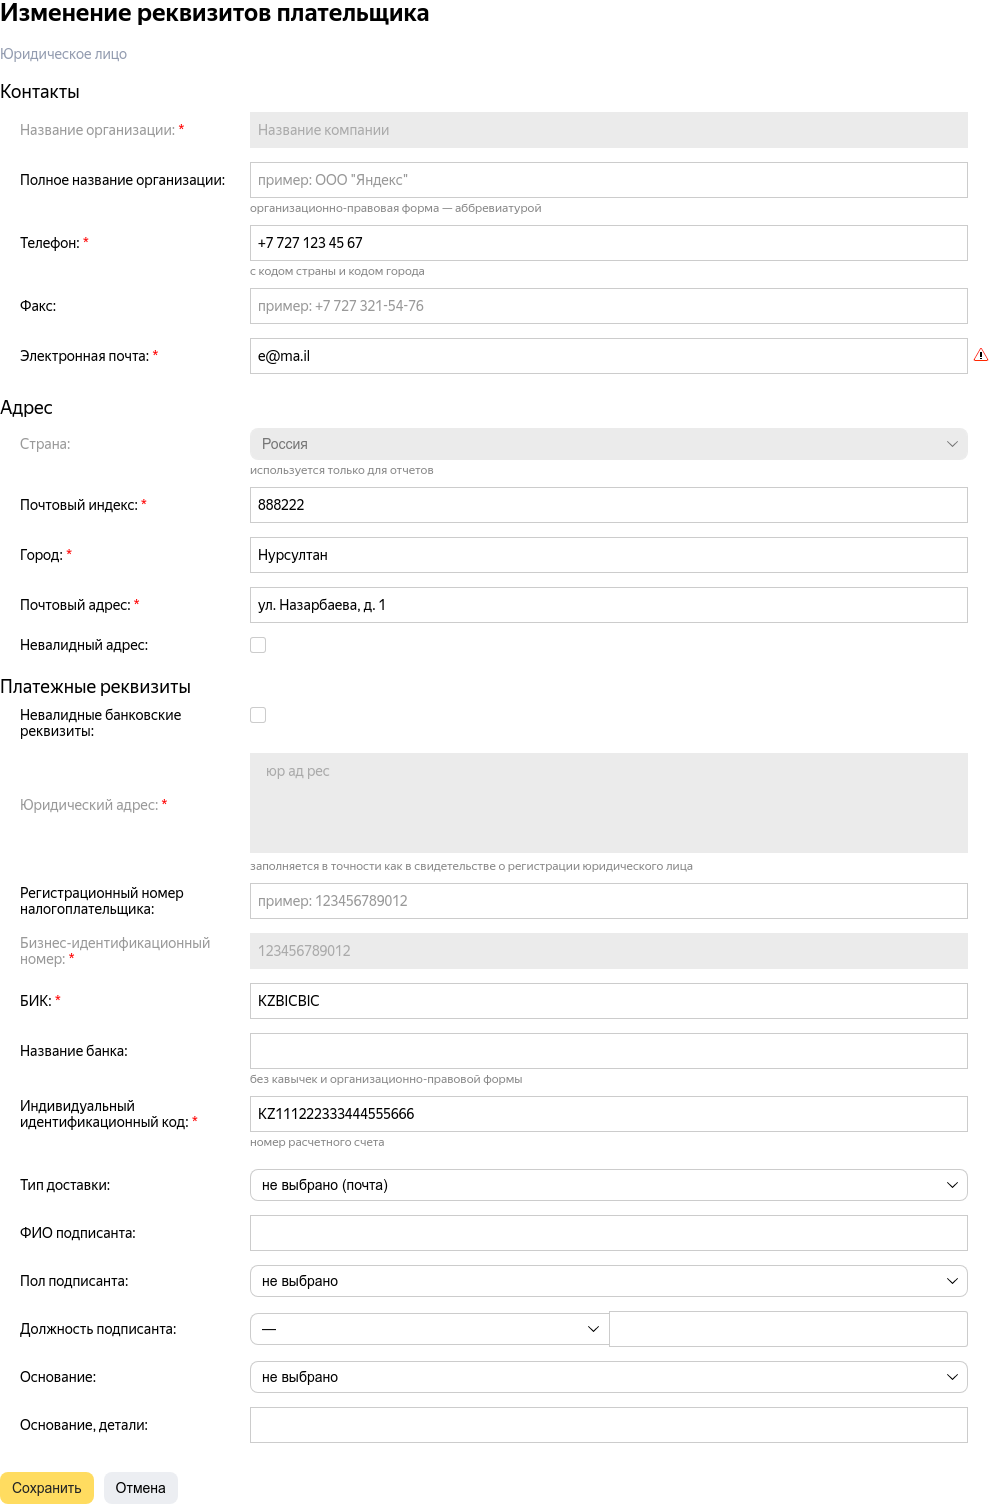 Изменение реквизитов плательщика
Юридическое лицо
Контакты
Название организации: * Название компании
Полное название организации: пример: ООО "Яндекс"
организационно-правовая форма — аббревиатурой
Телефон: * +7 727 123 45 67
с кодом страны и кодом города
Факс: пример: +7 727 321-54-76
Электронная почта: * e@ma.il
Адрес
Страна: Россия
используется только для отчетов
Почтовый индекс: * 888222
Город: * Нурсултан
Почтовый адрес: * ул. Назарбаева, д. 1
Невалидный адрес:
Платежные реквизиты
Невалидные банковские
реквизиты:
юр ад рес
Юридический адрес: *
заполняется в точности как в свидетельстве о регистрации юридического лица
Регистрационный номер
налогоплательщика: пример: 123456789012
Бизнес-идентификационный
номер: * 123456789012
БИК: * KZBICBIC
Название банка:
без кавычек и организационно-правовой формы
Индивидуальный
идентификационный код: * KZ111222333444555666
номер расчетного счета
Тип доставки: не выбрано (почта)
ФИО подписанта:
Пол подписанта: не выбрано
Должность подписанта: —
Основание: не выбрано
Основание, детали:
Сохранить Отмена